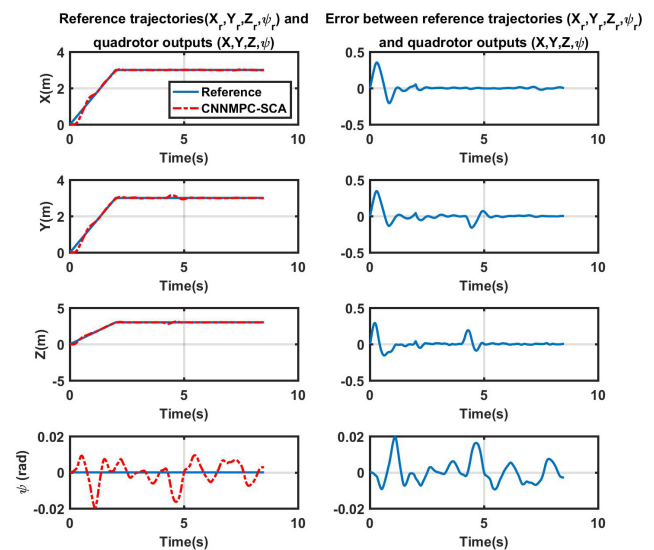 Reference trajectories(X_r,Y_r,Z_r,ψ_r) and
quadrotor outputs (X,Y,Z,ψ)
Error between reference trajectories (X_r,Y_r,Z_r,ψ_r)
and quadrotor outputs (X,Y,Z,ψ)
4
2
0
X(m)
Reference
CNNMPC-SCA
0 5 10
Time(s)
0.5
0
-0.5
0 5 10
Time(s)
4
2
0
Y(m)
0 5 10
Time(s)
0.5
0
-0.5
0 5 10
Time(s)
5
0
-5
Z(m)
0 5 10
Time(s)
0.5
0
-0.5
0 5 10
Time(s)
0.02
0
-0.02
ψ (rad)
0 5 10
Time(s)
0.02
0
-0.02
0 5 10
Time(s)